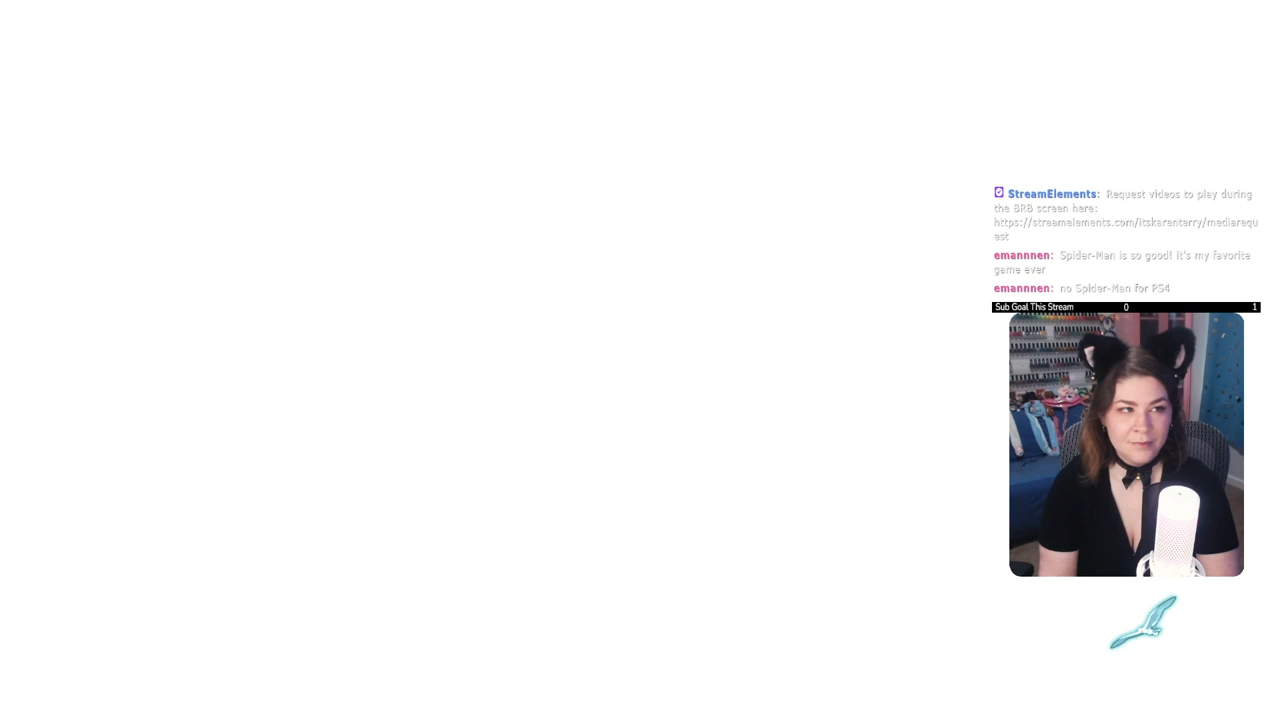 StreamElements: Request videos to play during
the BRB screen here:
https://streamelements.com/itskarenterry/mediarequ
est
emannnen: Spider-Man is so good! it's my favorite
game ever
emannnen: no Spider-Man for PS4
Sub Goal This Stream 0 1